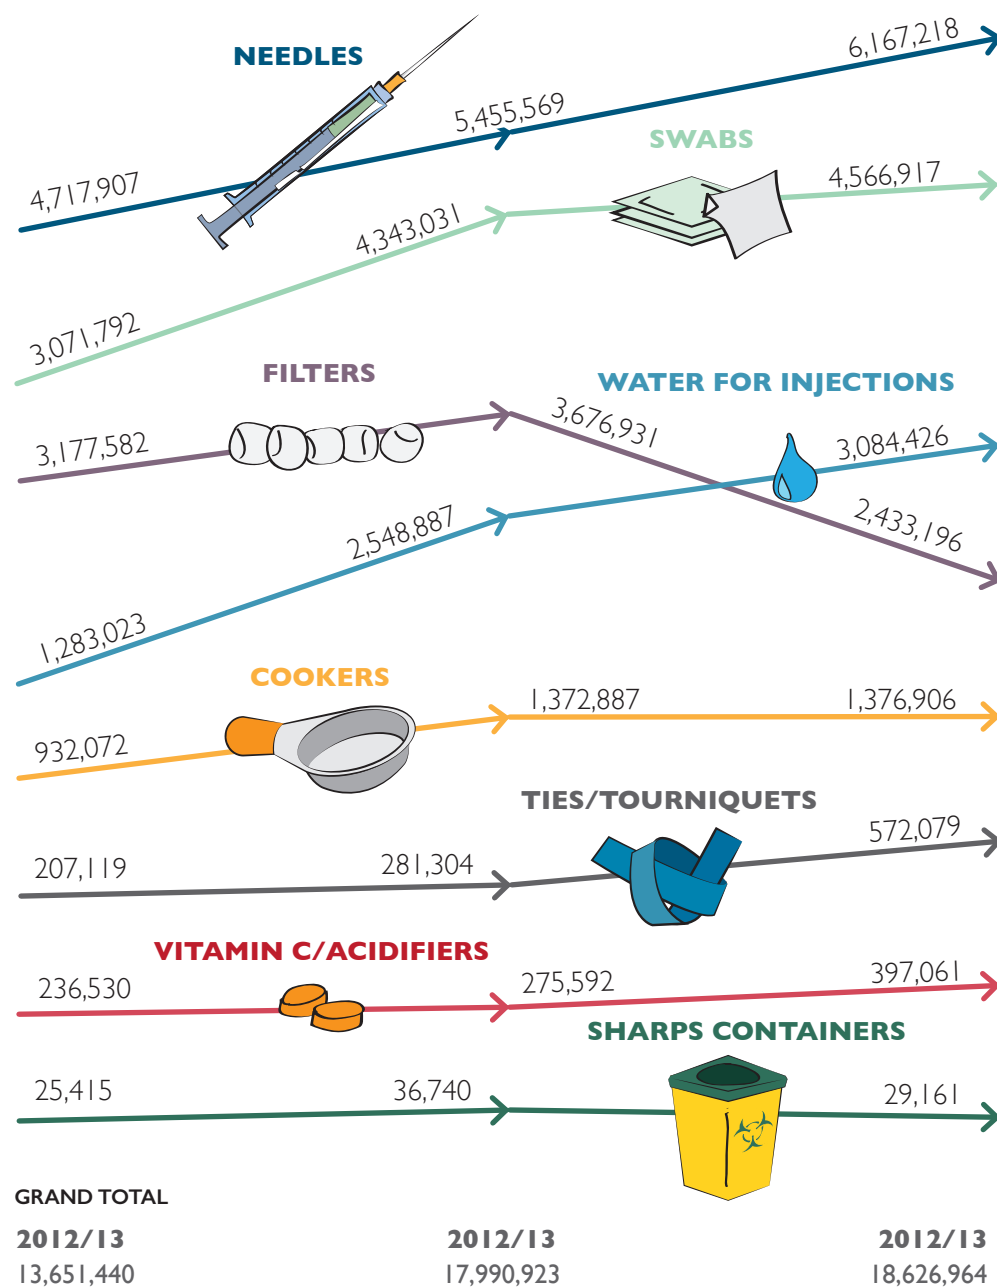 NEEDLES
4,717,907
5,455,569
6,167,218
SWABS
3,071,792
4,343,031
4,566,917
FILTERS
3,177,582
3,676,931
2,433,196
WATER FOR INJECTIONS
1,283,023
2,548,887
3,084,426
COOKERS
932,072
1,372,887
1,376,906
TIES/TOURNIQUETS
207,119
281,304
572,079
VITAMIN C/ACIDIFIERS
236,530
275,592
397,061
SHARPS CONTAINERS
25,415
36,740
29,161
GRAND TOTAL
2012/13 2012/13 2012/13
13,651,440 17,990,923 18,626,964